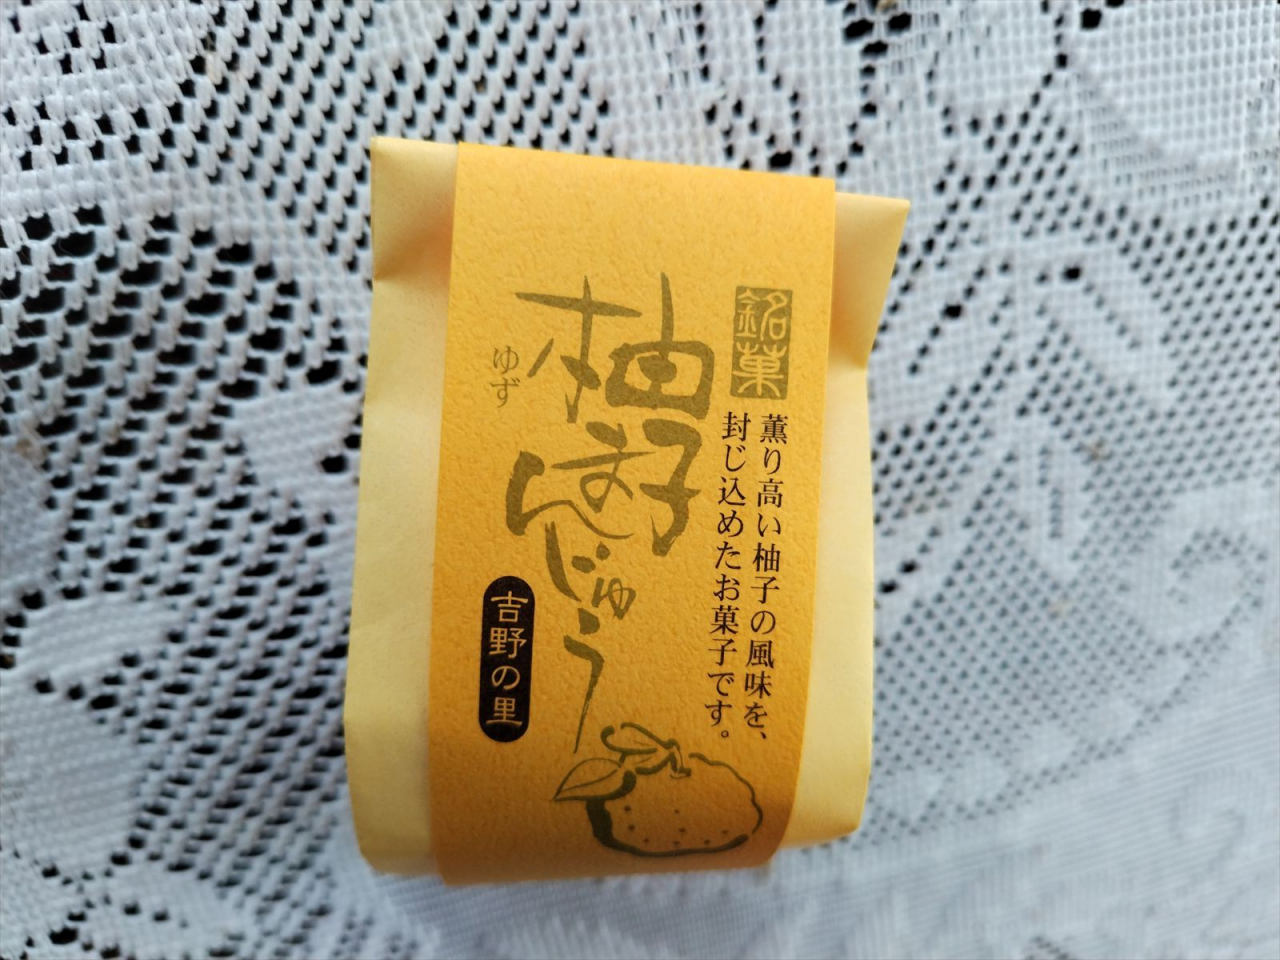 銘菓
薫り高い柚子の風味を、
封じ込めたお菓子です。
柚子
まんじゅう
ゆず
吉野の里